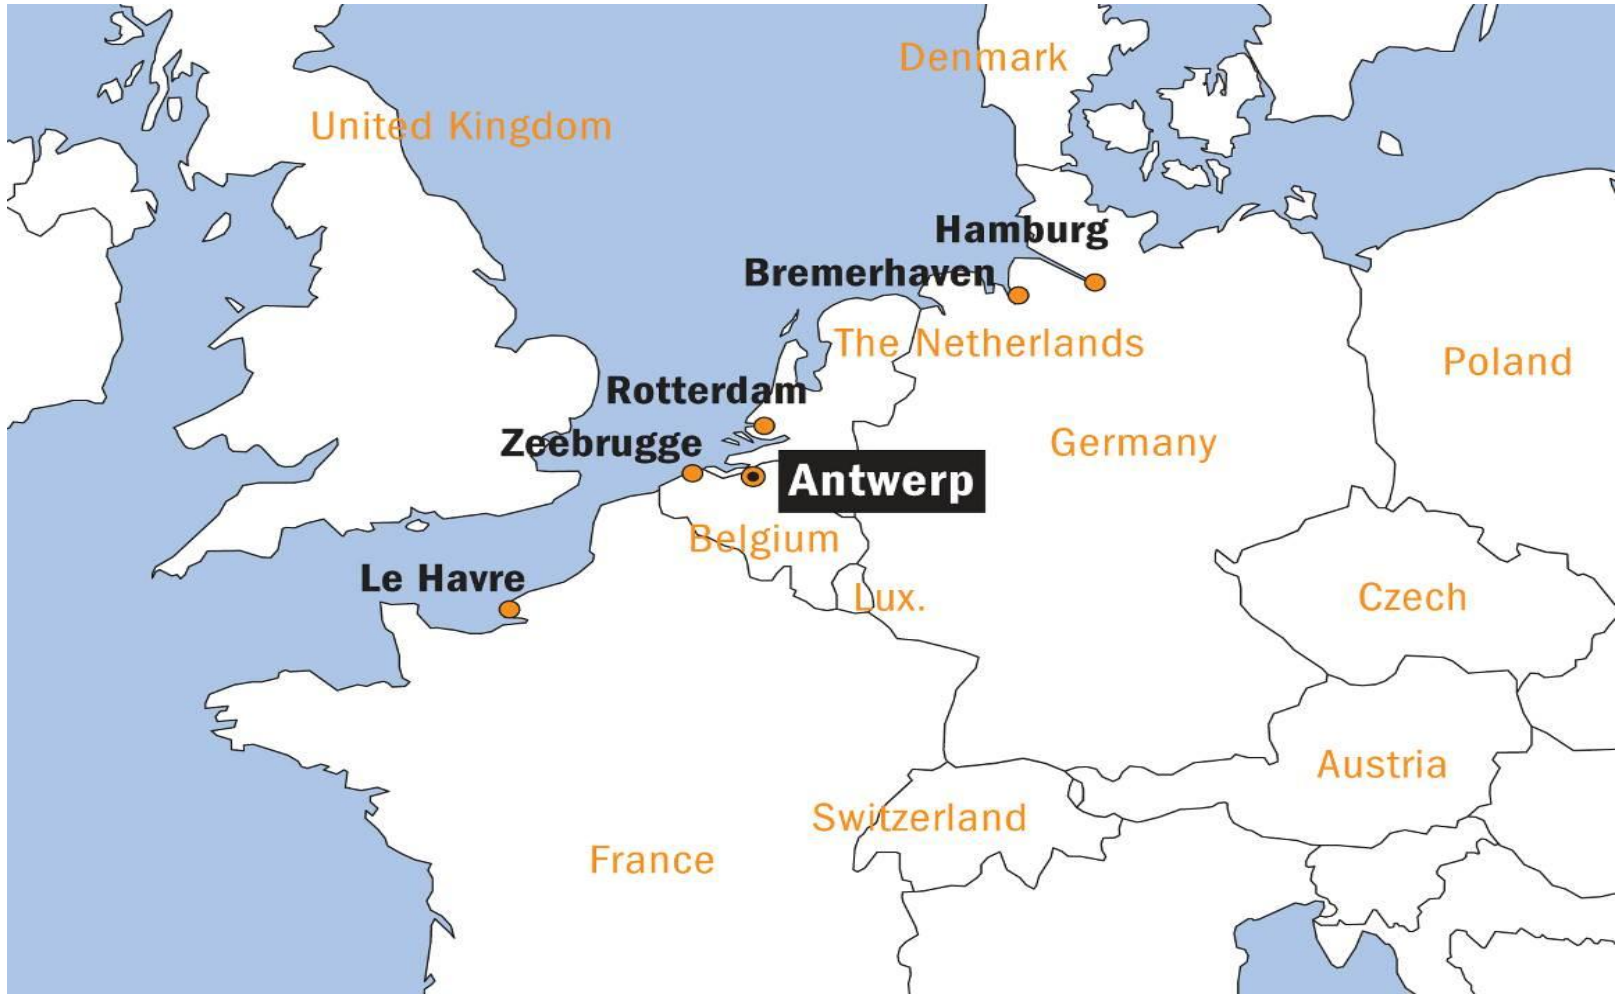 Denmark
United Kingdom
Hamburg
Bremerhaven
The Netherlands
Poland
Rotterdam
Zeebrugge
Germany
Antwerp
Belgium
Le Havre
Lux.
Czech
Austria
Switzerland
France